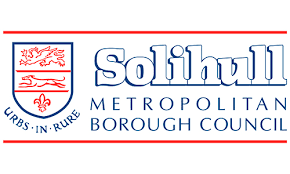 Solihull
METROPOLITAN
BOROUGH COUNCIL
URBS·IN·RURE